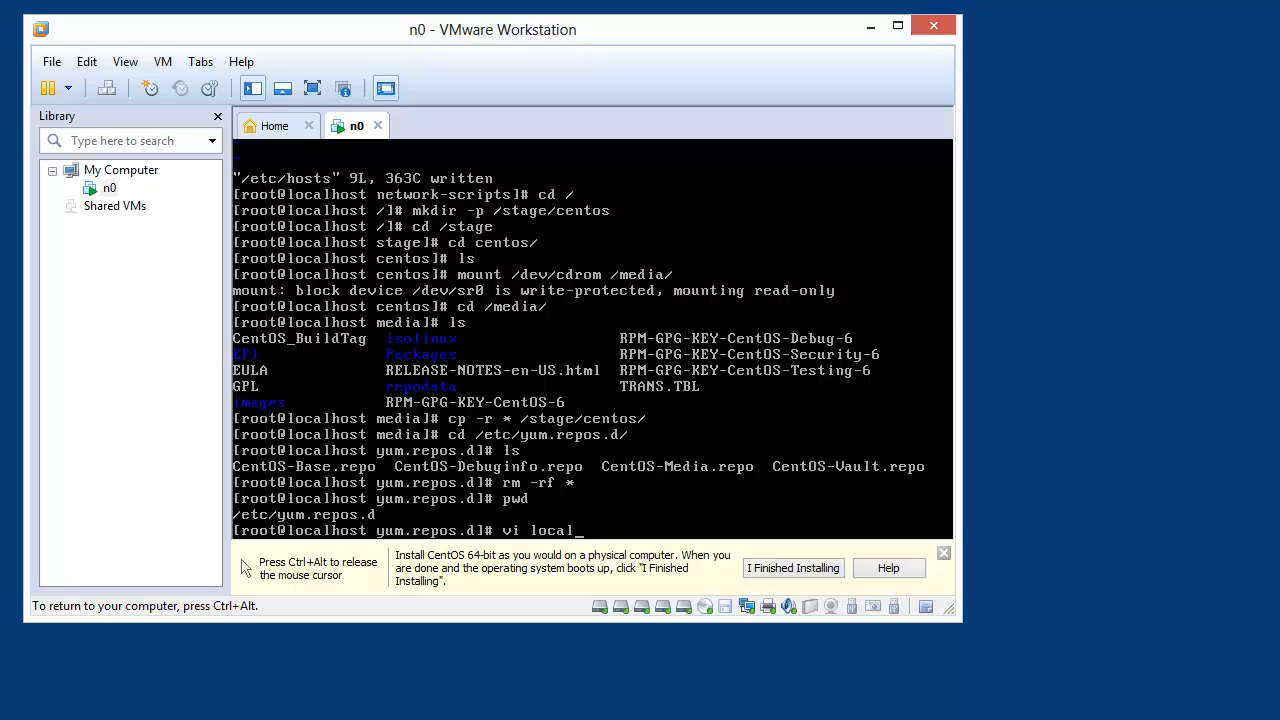 n0 - VMware Workstation
File Edit View VM Tabs Help
Library
Type here to search
My Computer
n0
Shared VMs
Home n0
~
"/etc/hosts" 9L, 363C written
[root@localhost network-scripts]# cd /
[root@localhost /]# mkdir -p /stage/centos
[root@localhost /]# cd /stage
[root@localhost stage]# cd centos/
[root@localhost centos]# ls
[root@localhost centos]# mount /dev/cdrom /media/
mount: block device /dev/sr0 is write-protected, mounting read-only
[root@localhost centos]# cd /media/
[root@localhost media]# ls
CentOS_BuildTag isolinux RPM-GPG-KEY-CentOS-Debug-6
EFI Packages RPM-GPG-KEY-CentOS-Security-6
EULA RELEASE-NOTES-en-US.html RPM-GPG-KEY-CentOS-Testing-6
GPL repodata TRANS.TBL
images RPM-GPG-KEY-CentOS-6
[root@localhost media]# cp -r * /stage/centos/
[root@localhost media]# cd /etc/yum.repos.d/
[root@localhost yum.repos.d]# ls
CentOS-Base.repo CentOS-Debuginfo.repo CentOS-Media.repo CentOS-Vault.repo
[root@localhost yum.repos.d]# rm -rf *
[root@localhost yum.repos.d]# pwd
/etc/yum.repos.d
[root@localhost yum.repos.d]# vi local_
Press Ctrl+Alt to release
the mouse cursor
Install CentOS 64-bit as you would on a physical computer. When you
are done and the operating system boots up, click "I Finished
Installing".
I Finished Installing
Help
To return to your computer, press Ctrl+Alt.